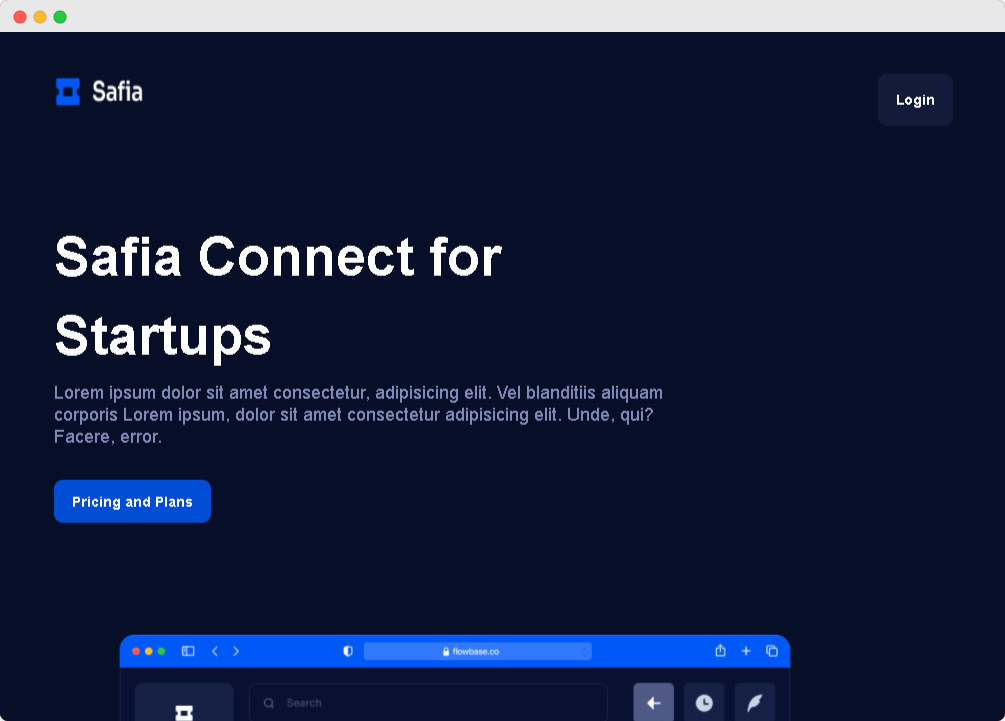 Safia
Login
Safia Connect for
Startups
Lorem ipsum dolor sit amet consectetur, adipisicing elit. Vel blanditiis aliquam
corporis Lorem ipsum, dolor sit amet consectetur adipisicing elit. Unde, qui?
Facere, error.
Pricing and Plans
flowbase.co
Search